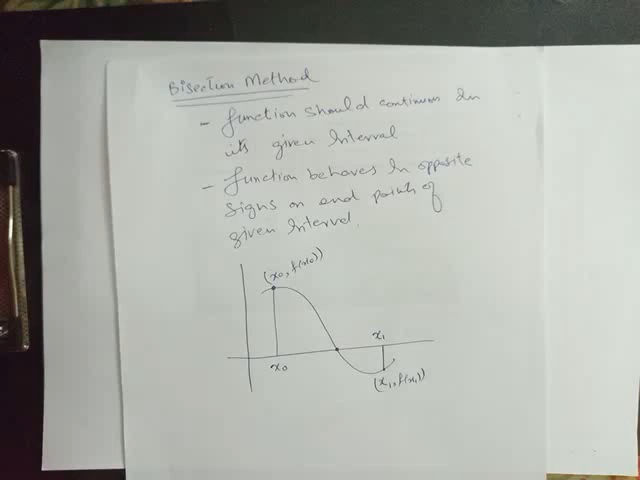 Bisection Method
- function should continuous in
its given Interval
- function behaves In opposite
signs on end points of
given Interval.
(x0, f(x0))
x1
x0
(x1, f(x1))